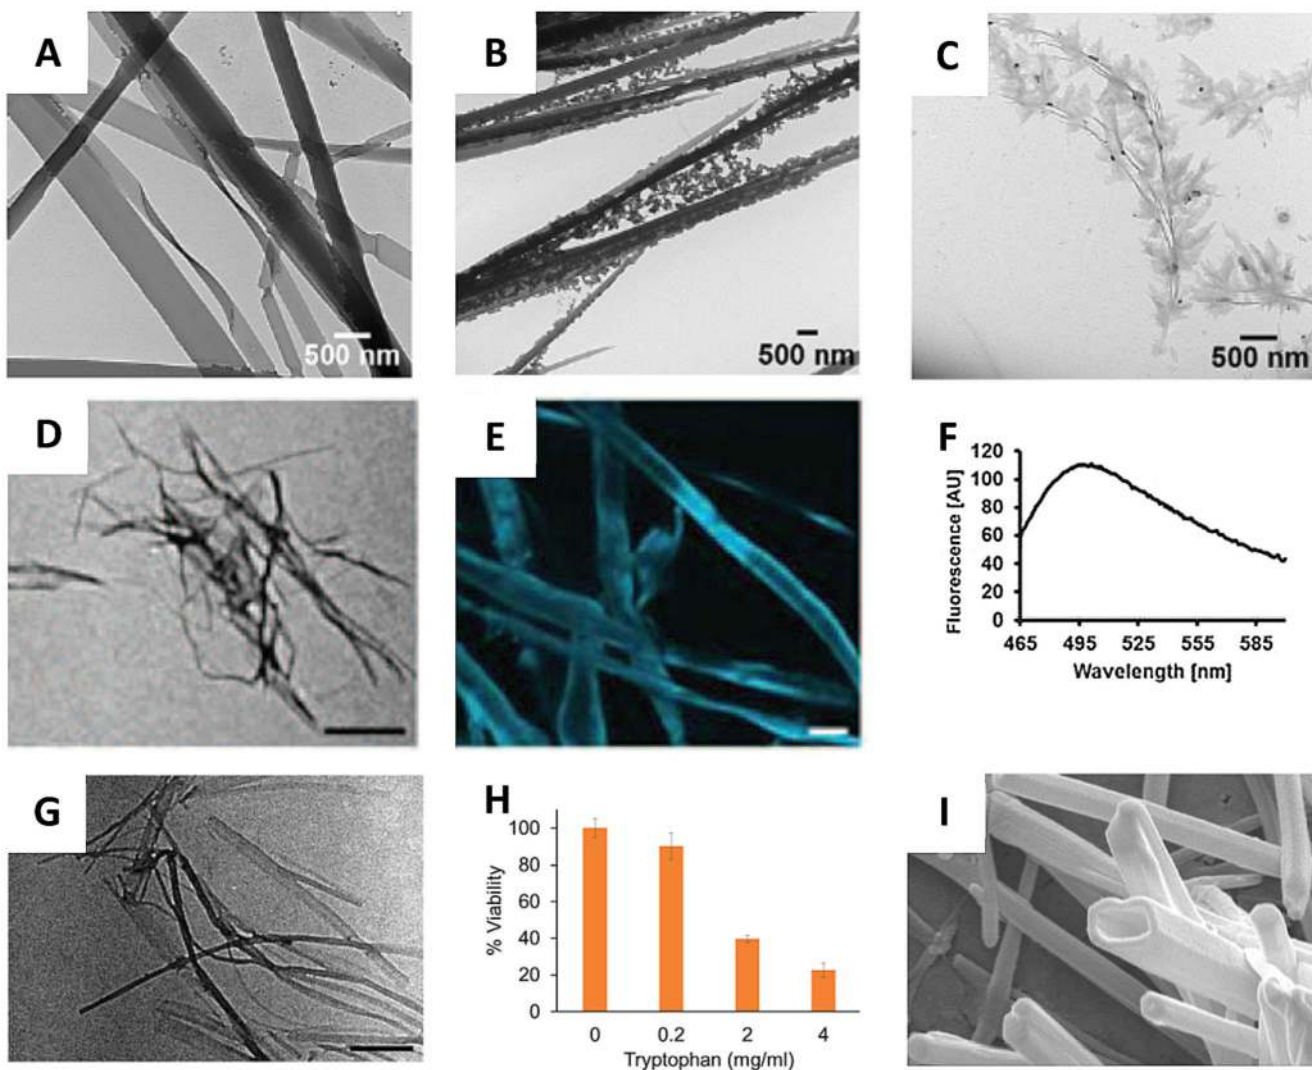 A
500 nm
B
500 nm
C
500 nm
D
E
F
Fluorescence [AU]
120
100
80
60
40
20
0
465 495 525 555 585
Wavelength [nm]
G
H
% Viability
100
80
60
40
20
0
0 0.2 2 4
Tryptophan (mg/ml)
I